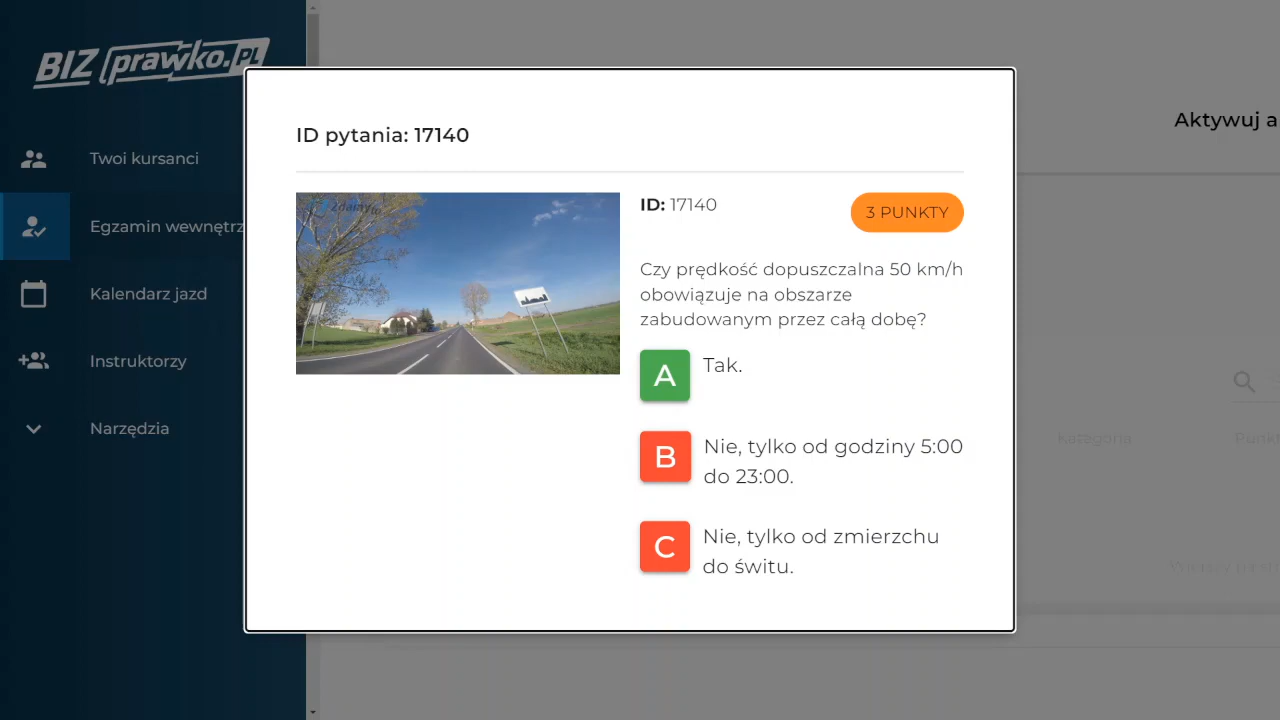 BIZ prawko.PL
Twoi kursanci
Egzamin wewnętrz
Kalendarz jazd
Instruktorzy
Narzędzia
Aktywuj a
ID pytania: 17140
ID: 17140
3 PUNKTY
Czy prędkość dopuszczalna 50 km/h
obowiązuje na obszarze
zabudowanym przez całą dobę?
A Tak.
B Nie, tylko od godziny 5:00
do 23:00.
C Nie, tylko od zmierzchu
do świtu.
Kategoria
Punkt